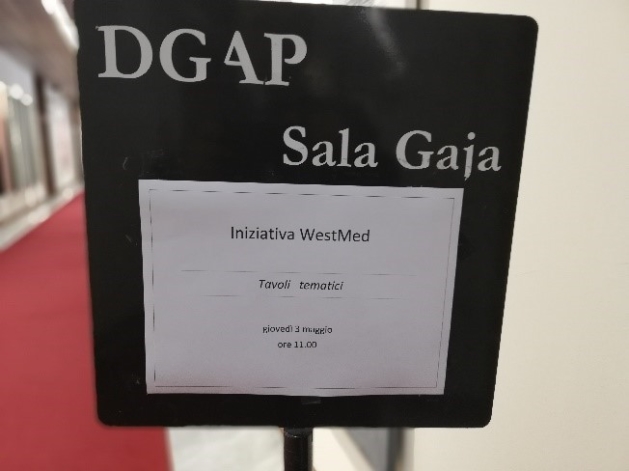 DGAP
Sala Gaja
Iniziativa WestMed
Tavoli tematici
giovedì 3 maggio
ore 11.00